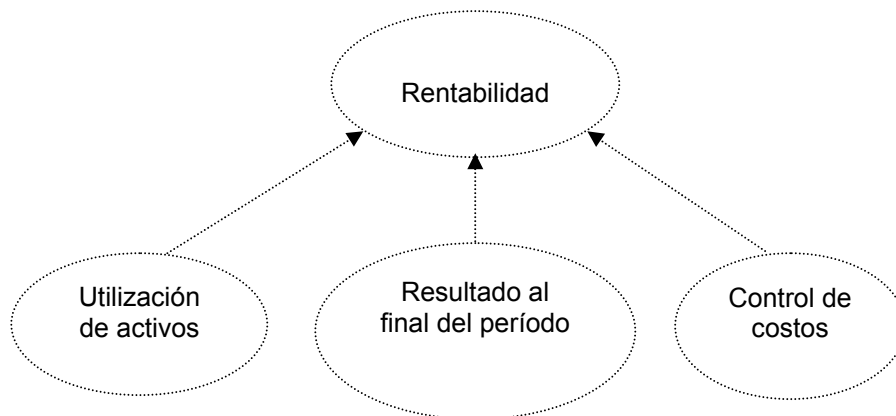 Rentabilidad
Utilización
de activos
Resultado al
final del período
Control de
costos